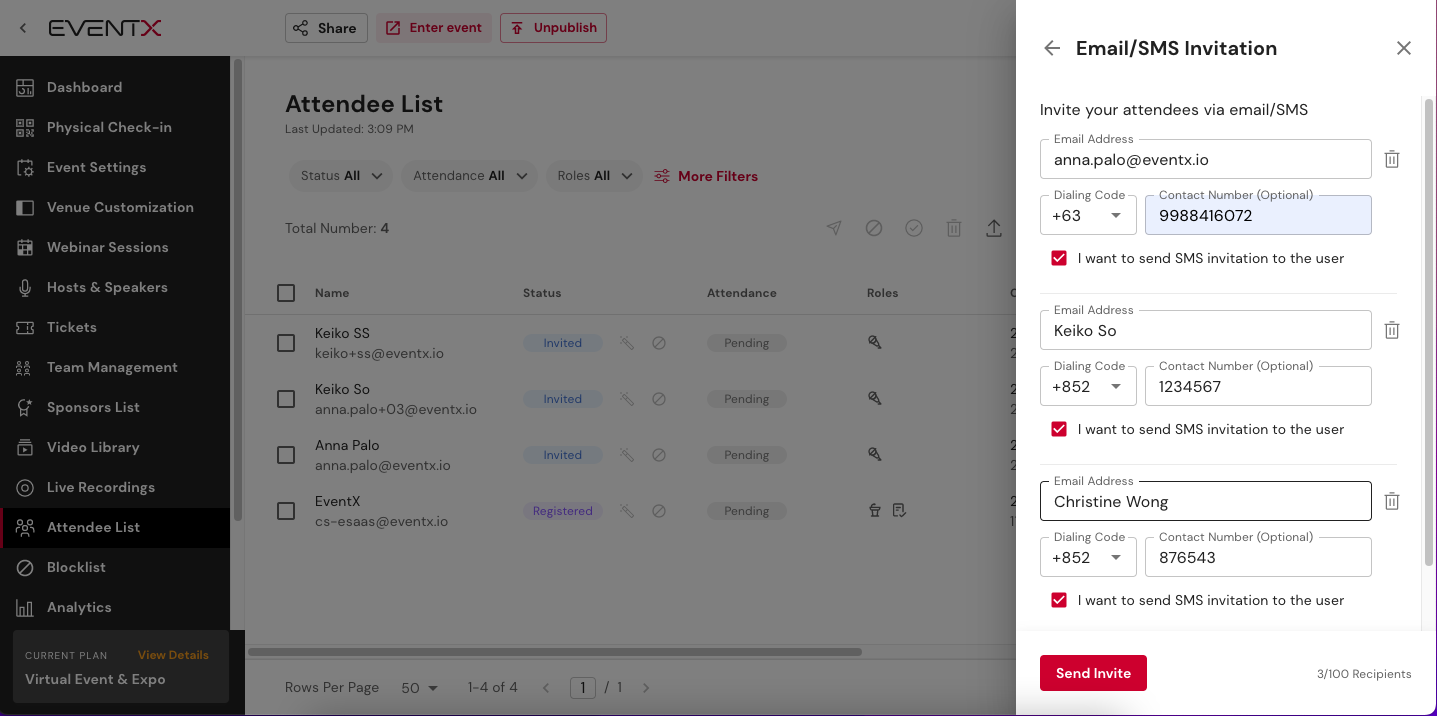 EVENTX
Share
Enter event
Unpublish
Dashboard
Physical Check-in
Event Settings
Venue Customization
Webinar Sessions
Hosts & Speakers
Tickets
Team Management
Sponsors List
Video Library
Live Recordings
Attendee List
Blocklist
Analytics
CURRENT PLAN View Details
Virtual Event & Expo
Attendee List
Last Updated: 3:09 PM
Status All
Attendance All
Roles All
More Filters
Total Number: 4
Name Status Attendance Roles
Keiko SS
keiko+ss@eventx.io
Invited
Pending
Keiko So
anna.palo+03@eventx.io
Invited
Pending
Anna Palo
anna.palo@eventx.io
Invited
Pending
EventX
cs-esaas@eventx.io
Registered
Pending
Rows Per Page 50 1-4 of 4 1 / 1
Email/SMS Invitation
Invite your attendees via email/SMS
Email Address
anna.palo@eventx.io
Dialing Code Contact Number (Optional)
+63 9988416072
I want to send SMS invitation to the user
Email Address
Keiko So
Dialing Code Contact Number (Optional)
+852 1234567
I want to send SMS invitation to the user
Email Address
Christine Wong
Dialing Code Contact Number (Optional)
+852 876543
I want to send SMS invitation to the user
Send Invite 3/100 Recipients